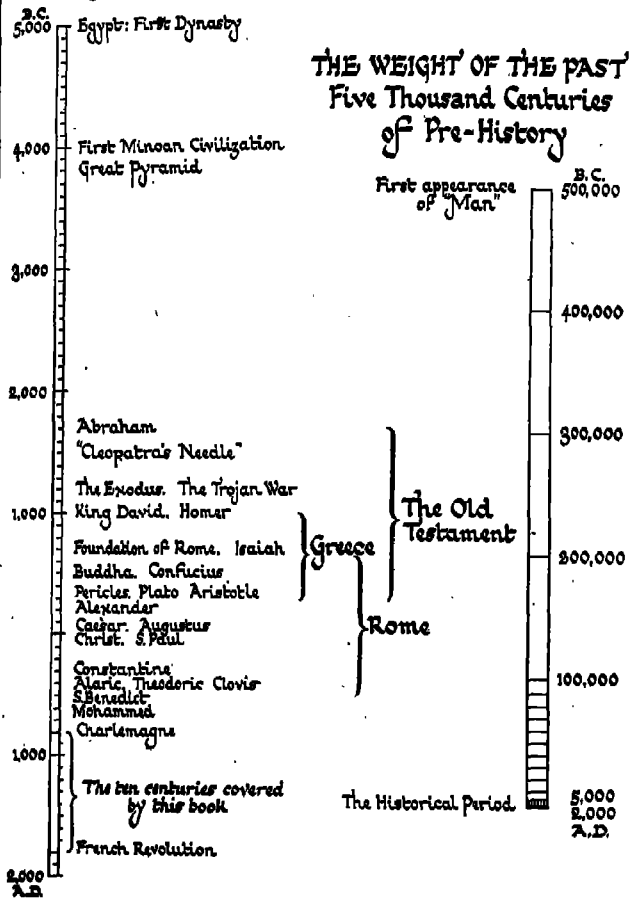 THE WEIGHT OF THE PAST
Five Thousand Centuries
of Pre-History
B.C.
5,000
Egypt: First Dynasty
4,000
First Minoan Civilization
Great Pyramid
3,000
2,000
Abraham
"Cleopatra's Needle"
The Exodus. The Trojan War
1,000
King David. Homer
Foundation of Rome. Isaiah
Buddha. Confucius
Pericles. Plato Aristotle
Alexander
Caesar. Augustus
Christ. S. Paul
Constantine
Alaric. Theodoric Clovis
S. Benedict
Mohammed
Charlemagne
1,000
The ten centuries covered
by this book
French Revolution
2,000
A.D.
Greece
Rome
The Old
Testament
First appearance
of "Man"
B.C.
500,000
400,000
300,000
200,000
100,000
The Historical Period
5,000
2,000
A.D.